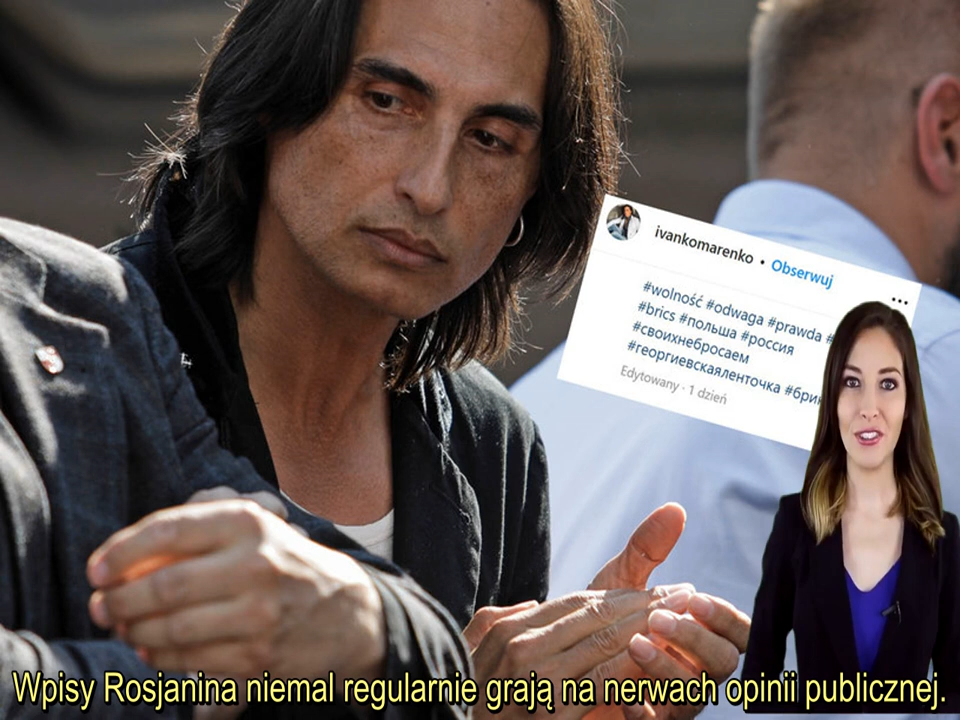 ivankomarenko • Obserwuj
#wolność #odwaga #prawda
#brics #польша #россия
#своихнебросаем
#георгиевскаяленточка
Edytowany · 1 dzień
Wpisy Rosjanina niemal regularnie grają na nerwach opinii publicznej.